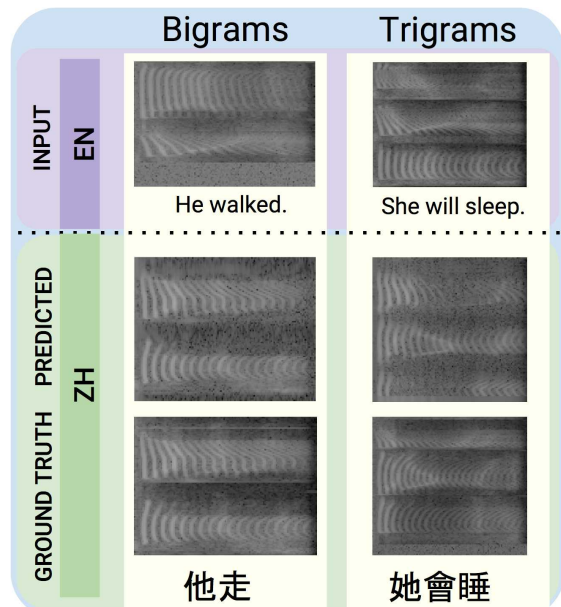 Bigrams Trigrams
INPUT
EN
He walked. She will sleep.
PREDICTED
ZH
GROUND TRUTH
他走 她會睡